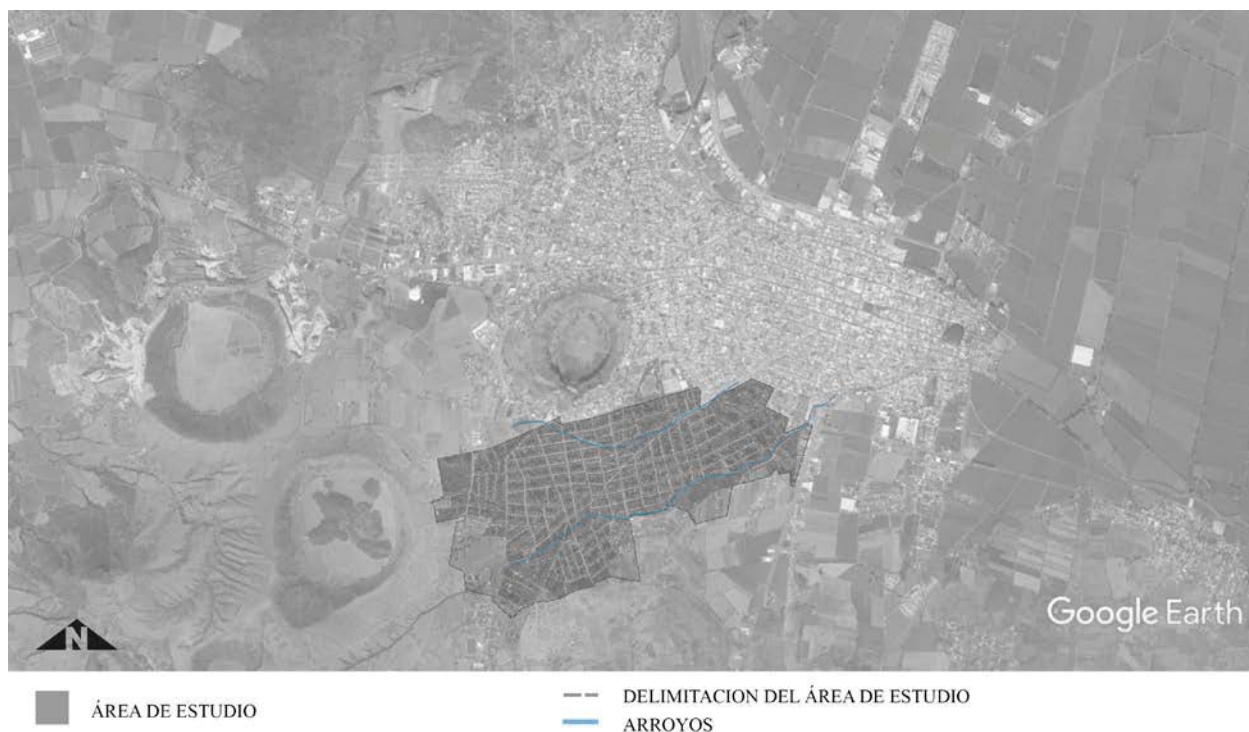 Google Earth
N
ÁREA DE ESTUDIO
DELIMITACION DEL ÁREA DE ESTUDIO
ARROYOS